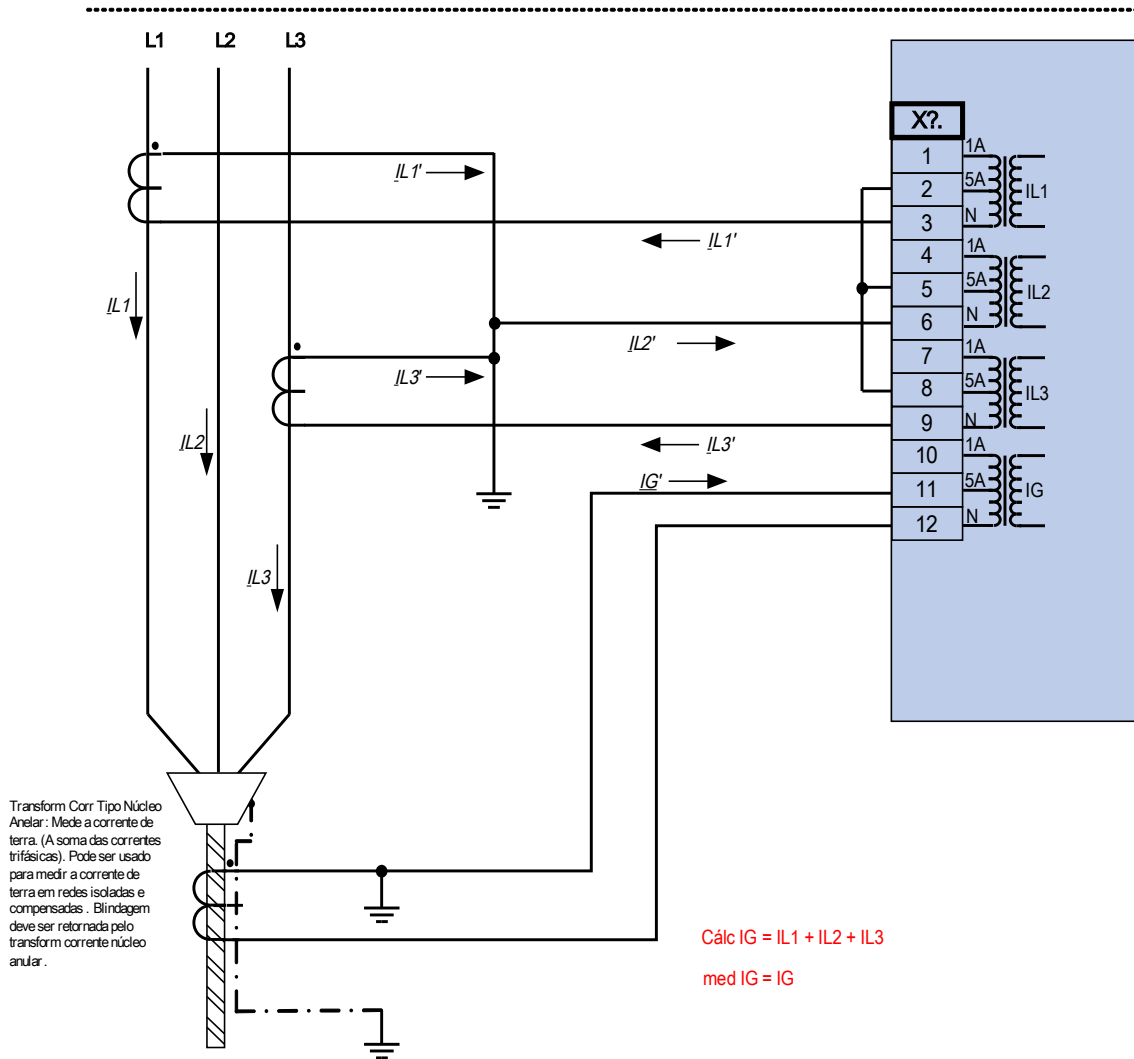 L1 L2 L3
X?.
1 1A
IL1'
2 5A IL1
3 N
IL1'
4 1A
IL1
5 5A IL2
6 N
IL2'
7 1A
IL3'
8 5A IL3
9 N
IL2
IL3'
10 1A
IG'
11 5A IG
12 N
IL3
Transform Corr Tipo Núcleo
Anelar: Mede a corrente de
terra. (A soma das correntes
trifásicas). Pode ser usado
para medir a corrente de
terra em redes isoladas e
compensadas . Blindagem
deve ser retornada pelo
transform corrente núcleo
anular .
Cálc IG = IL1 + IL2 + IL3
med IG = IG